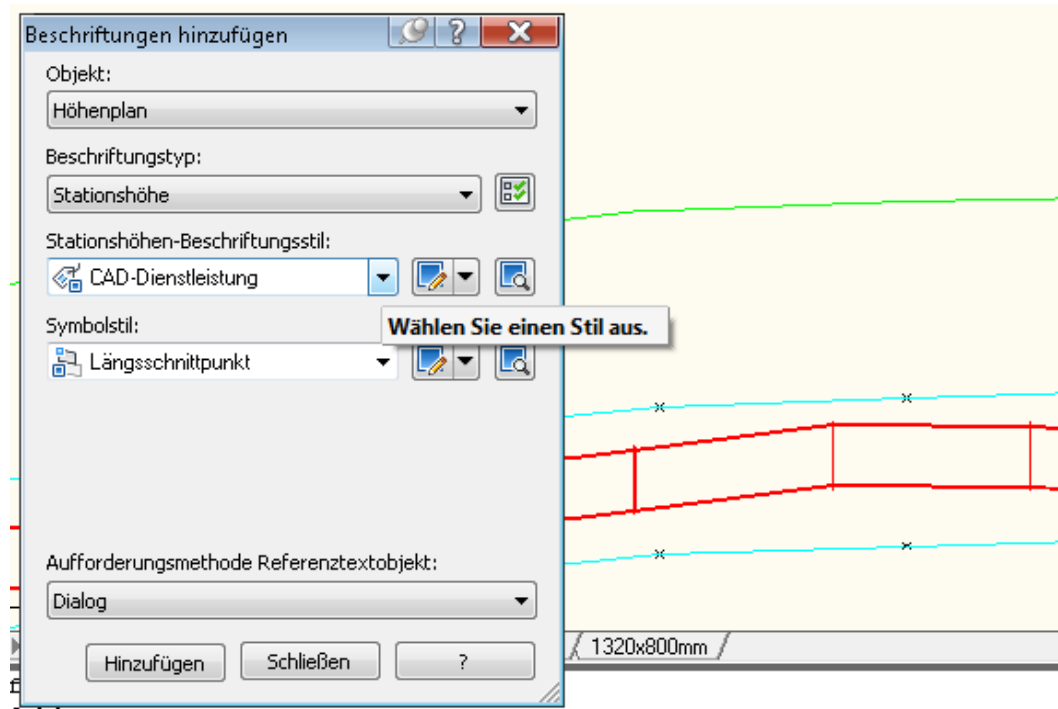 Beschriftungen hinzufügen
Objekt:
Höhenplan
Beschriftungstyp:
Stationshöhe
Stationshöhen-Beschriftungsstil:
CAD-Dienstleistung
Wählen Sie einen Stil aus.
Symbolstil:
Längsschnittpunkt
Aufforderungsmethode Referenztextobjekt:
Dialog
1320x800mm
Hinzufügen
Schließen
?